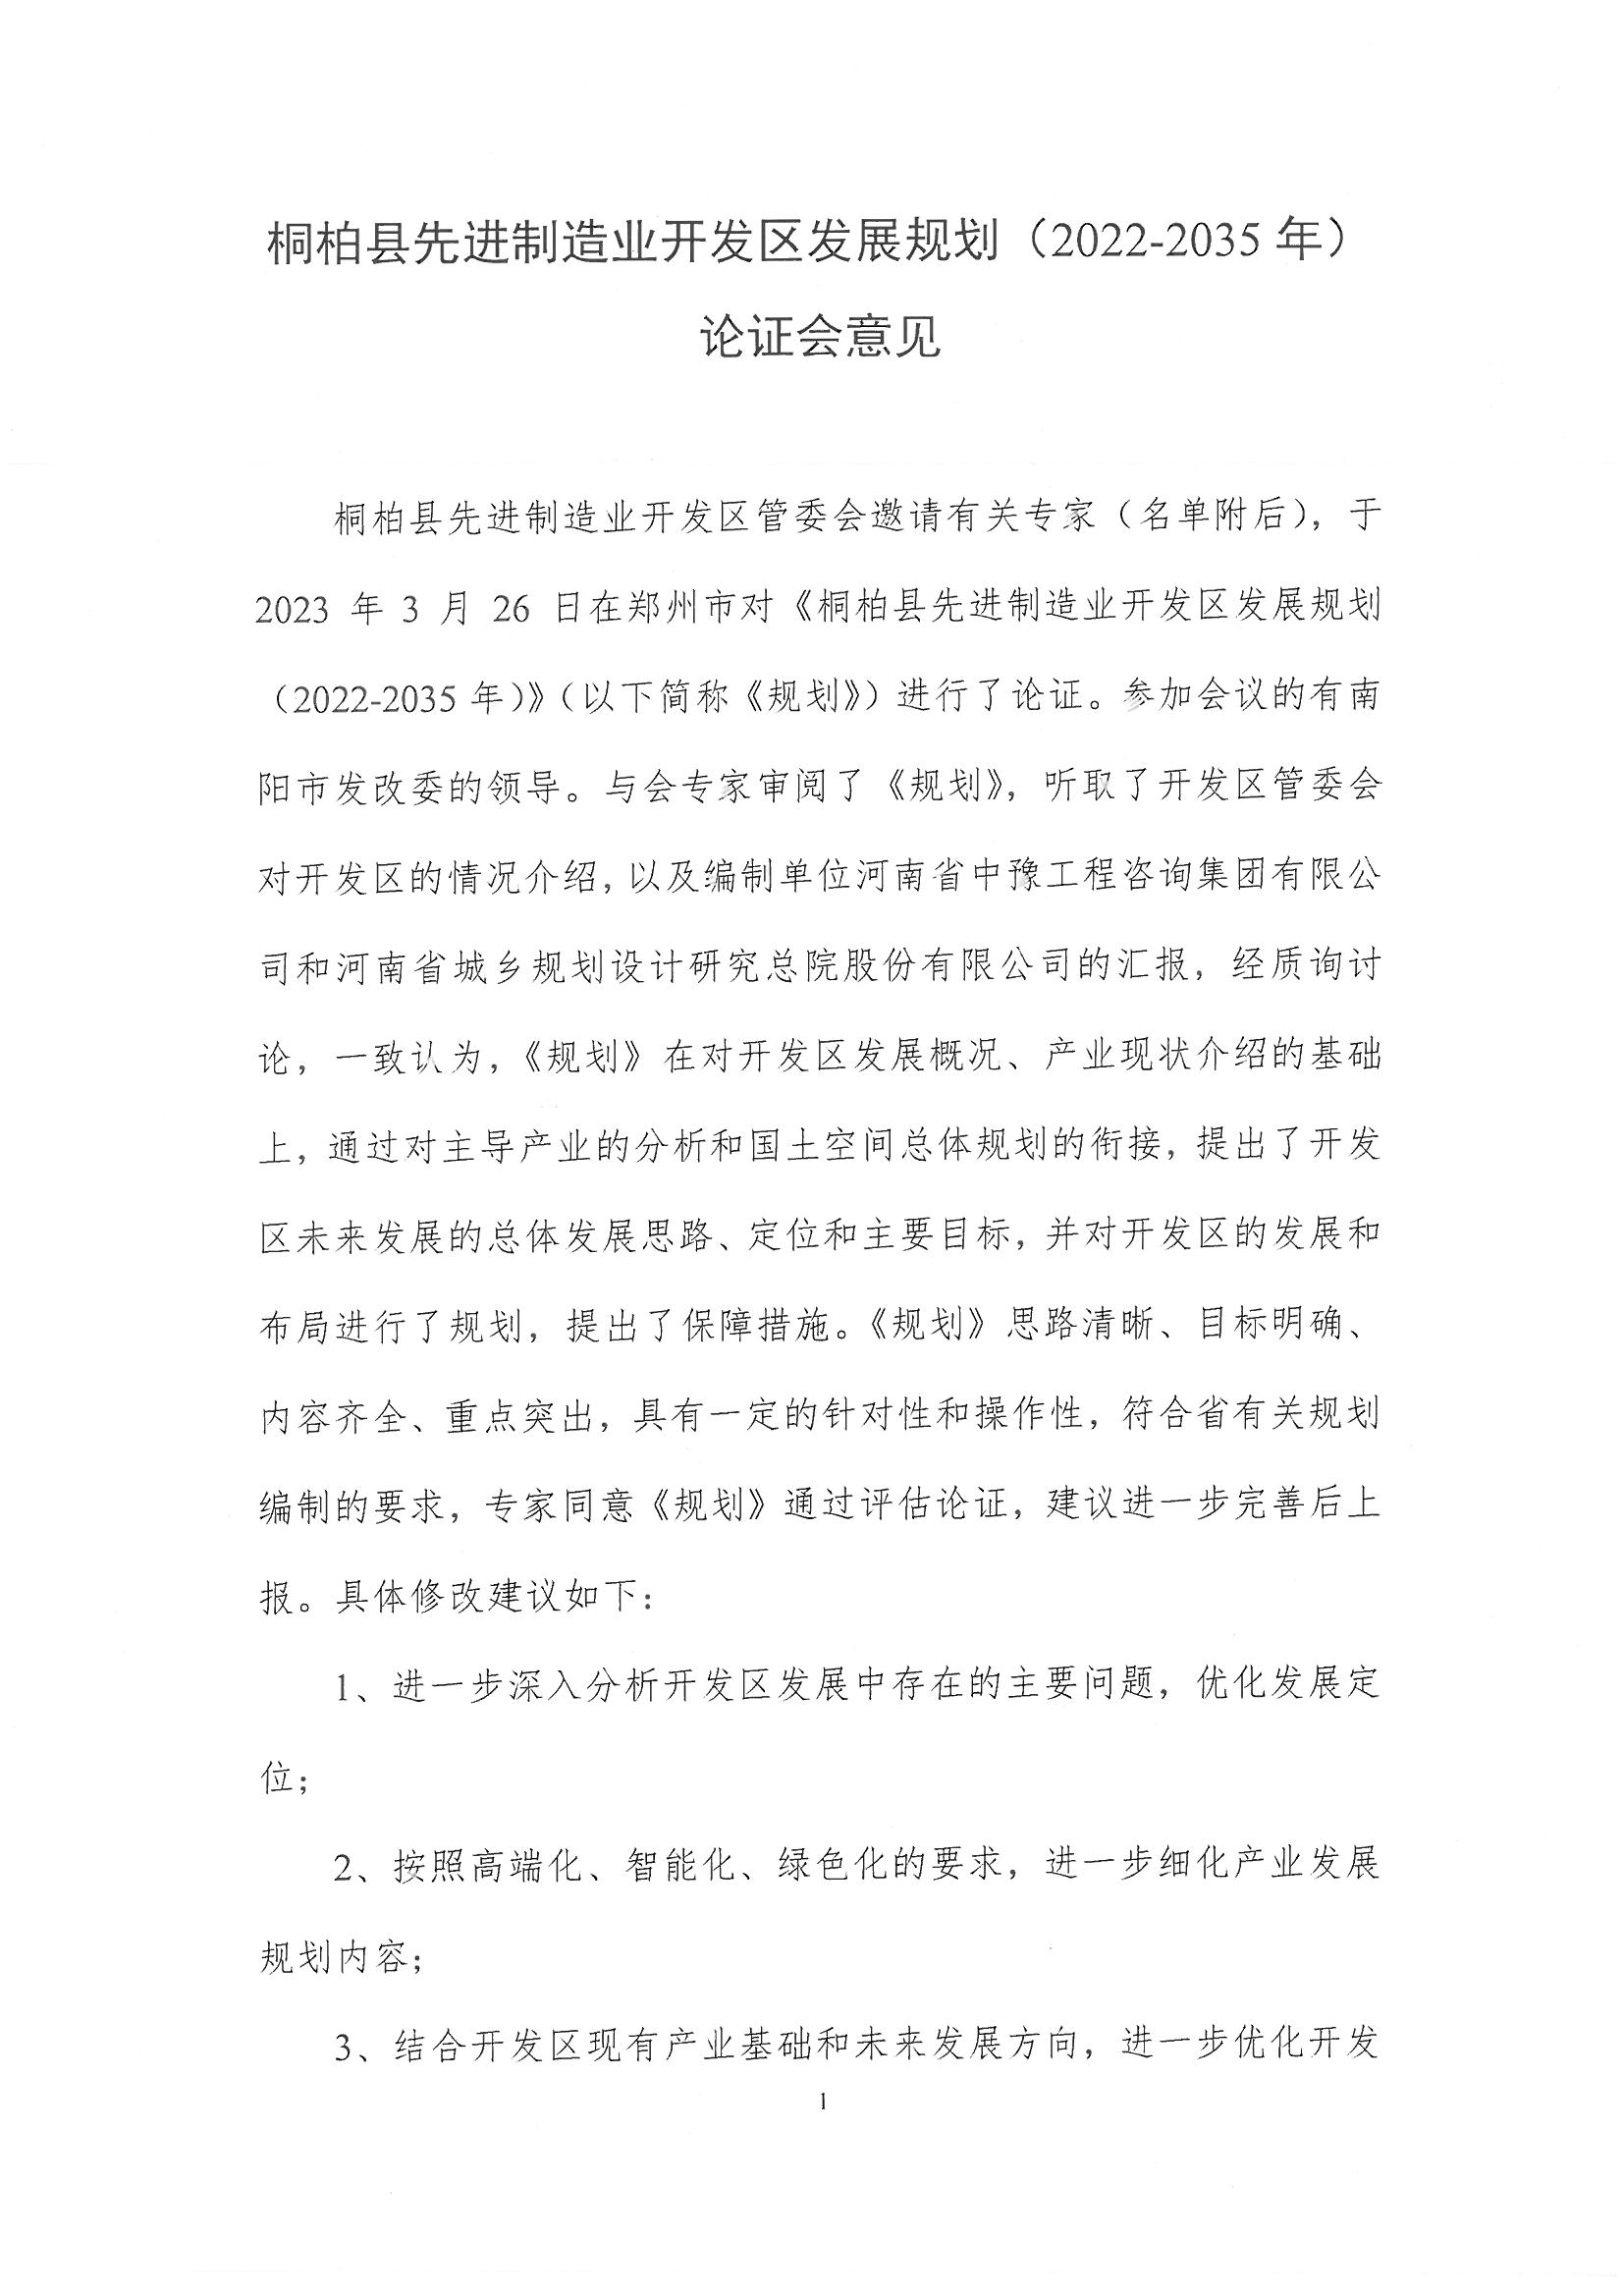 桐柏县先进制造业开发区发展规划（2022-2035 年）
论证会意见
桐柏县先进制造业开发区管委会邀请有关专家（名单附后），于
2023 年 3 月 26 日在郑州市对《桐柏县先进制造业开发区发展规划
（2022-2035 年）》（以下简称《规划》）进行了论证。参加会议的有南
阳市发改委的领导。与会专家审阅了《规划》，听取了开发区管委会
对开发区的情况介绍，以及编制单位河南省中豫工程咨询集团有限公
司和河南省城乡规划设计研究总院股份有限公司的汇报，经质询讨
论，一致认为，《规划》在对开发区发展概况、产业现状介绍的基础
上，通过对主导产业的分析和国土空间总体规划的衔接，提出了开发
区未来发展的总体发展思路、定位和主要目标，并对开发区的发展和
布局进行了规划，提出了保障措施。《规划》思路清晰、目标明确、
内容齐全、重点突出，具有一定的针对性和操作性，符合省有关规划
编制的要求，专家同意《规划》通过评估论证，建议进一步完善后上
报。具体修改建议如下：
1、进一步深入分析开发区发展中存在的主要问题，优化发展定
位；
2、按照高端化、智能化、绿色化的要求，进一步细化产业发展
规划内容；
3、结合开发区现有产业基础和未来发展方向，进一步优化开发
1